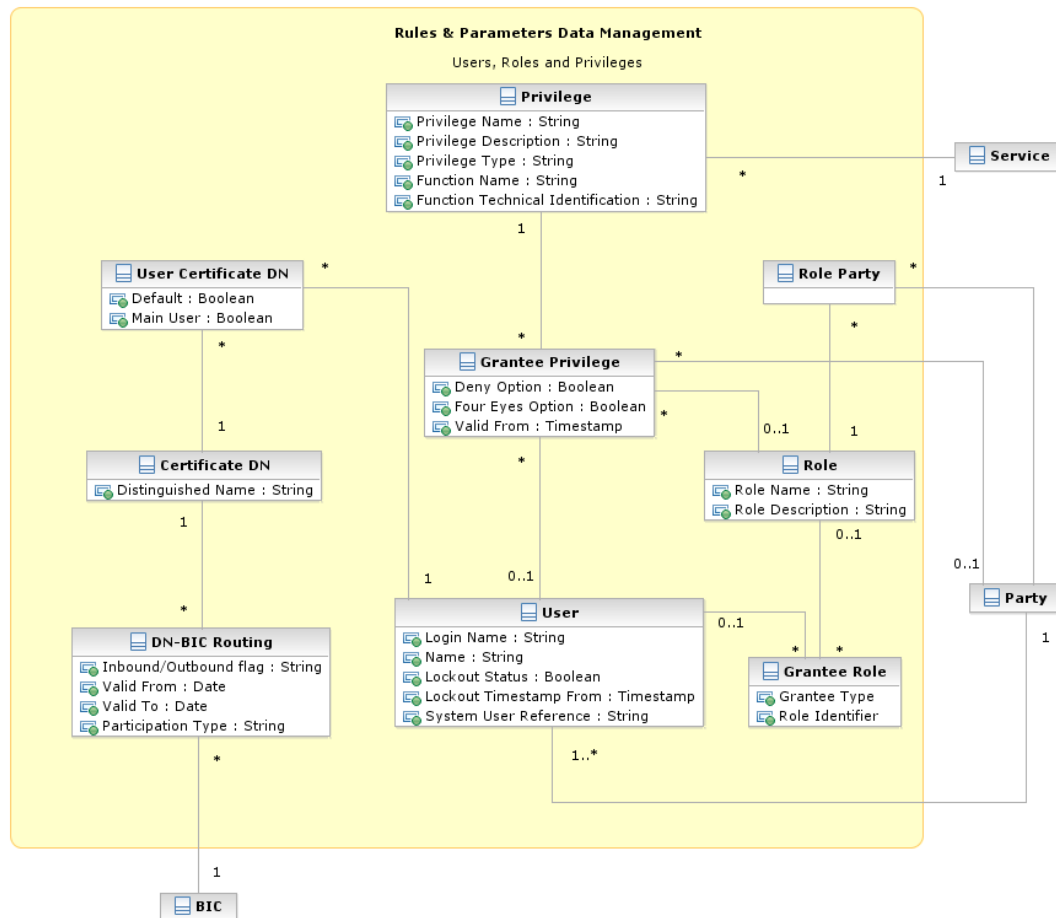 Rules & Parameters Data Management
Users, Roles and Privileges
Privilege
Privilege Name : String
Privilege Description : String
Privilege Type : String
Function Name : String
Function Technical Identification : String
*
1
Service
1
*
User Certificate DN
Default : Boolean
Main User : Boolean
*
*
1
Role Party
*
*
1
Grantee Privilege
Deny Option : Boolean
Four Eyes Option : Boolean
Valid From : Timestamp
*
*
*
*
0..1
0..1
Certificate DN
Distinguished Name : String
1
Role
Role Name : String
Role Description : String
0..1
0..1
Party
1
*
1
DN-BIC Routing
Inbound/Outbound flag : String
Valid From : Date
Valid To : Date
Participation Type : String
*
User
Login Name : String
Name : String
Lockout Status : Boolean
Lockout Timestamp From : Timestamp
System User Reference : String
1..*
0..1
*
*
Grantee Role
Grantee Type
Role Identifier
1
BIC